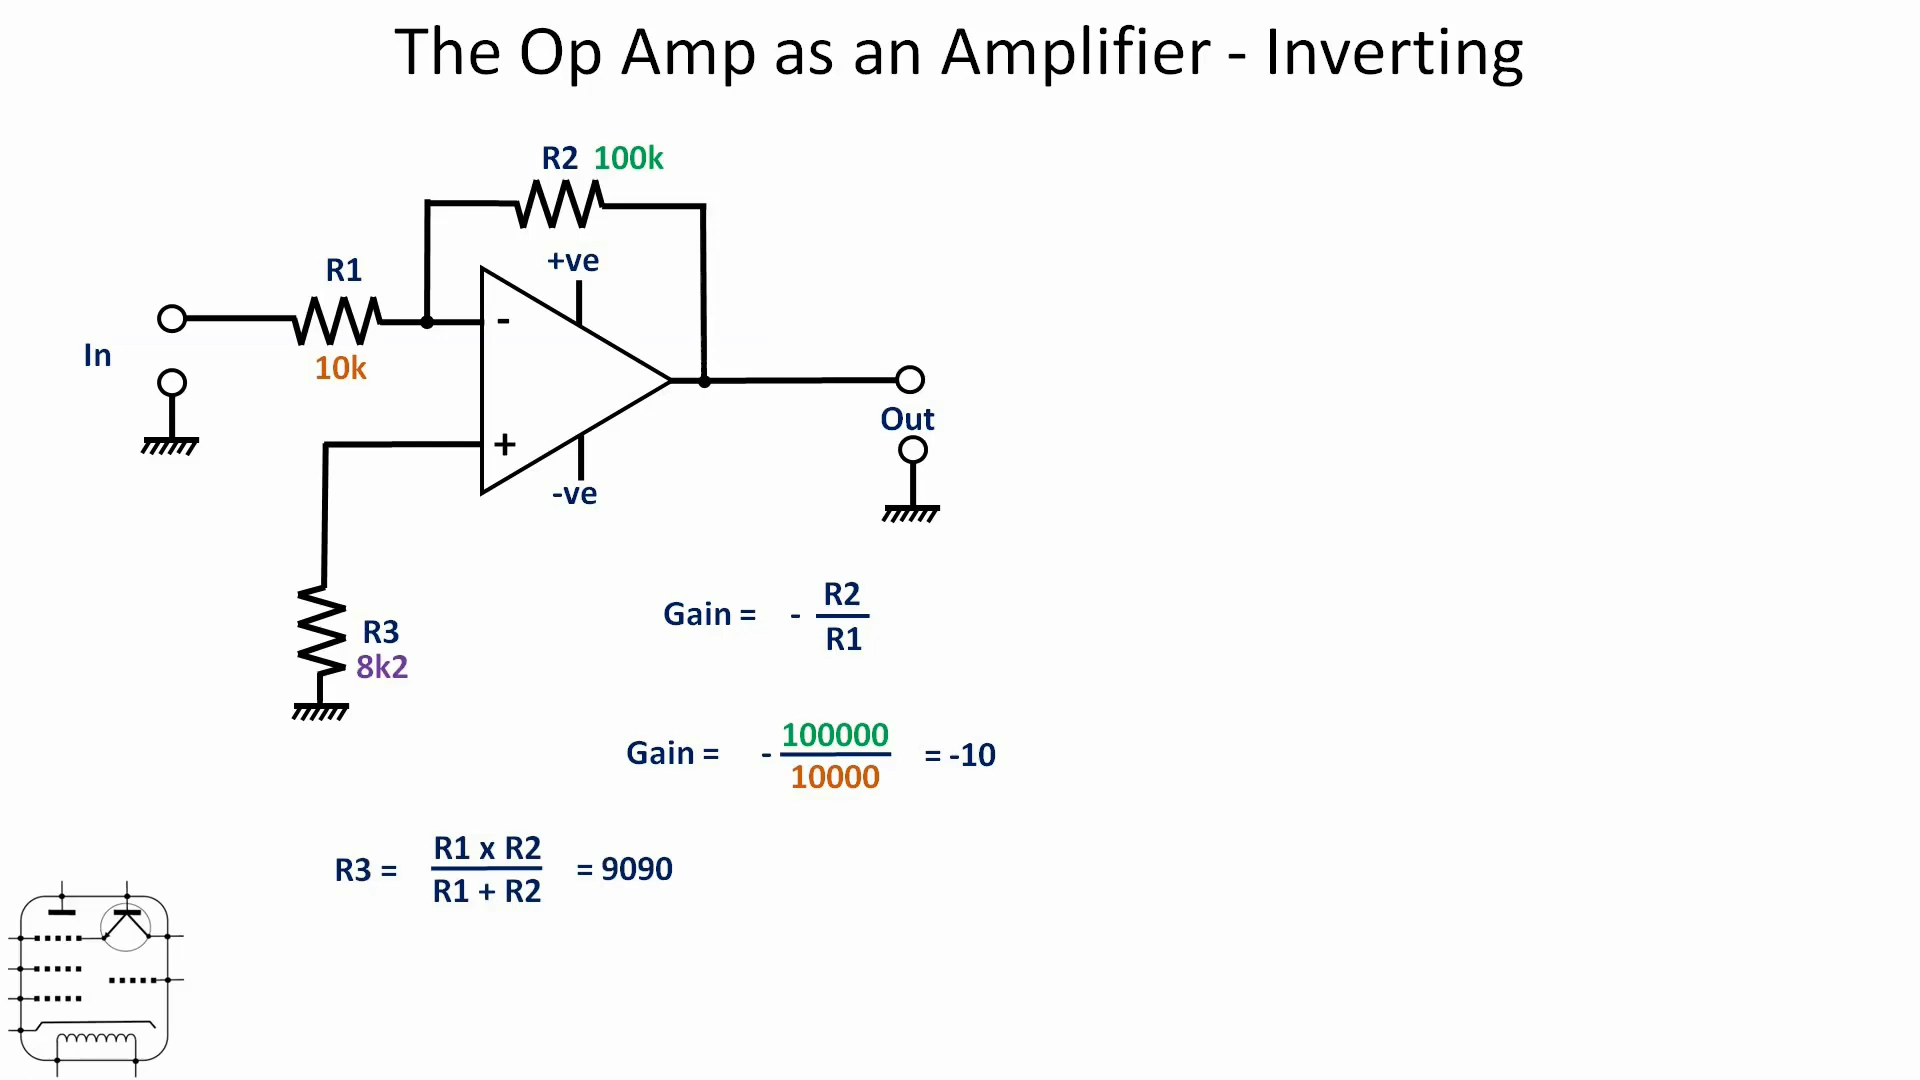 The Op Amp as an Amplifier - Inverting
R2 100k
+ve
R1
-
In
10k
Out
+
-ve
R2
Gain = -
R1
R3
8k2
100000
Gain = - = -10
10000
R1 x R2
R3 = = 9090
R1 + R2